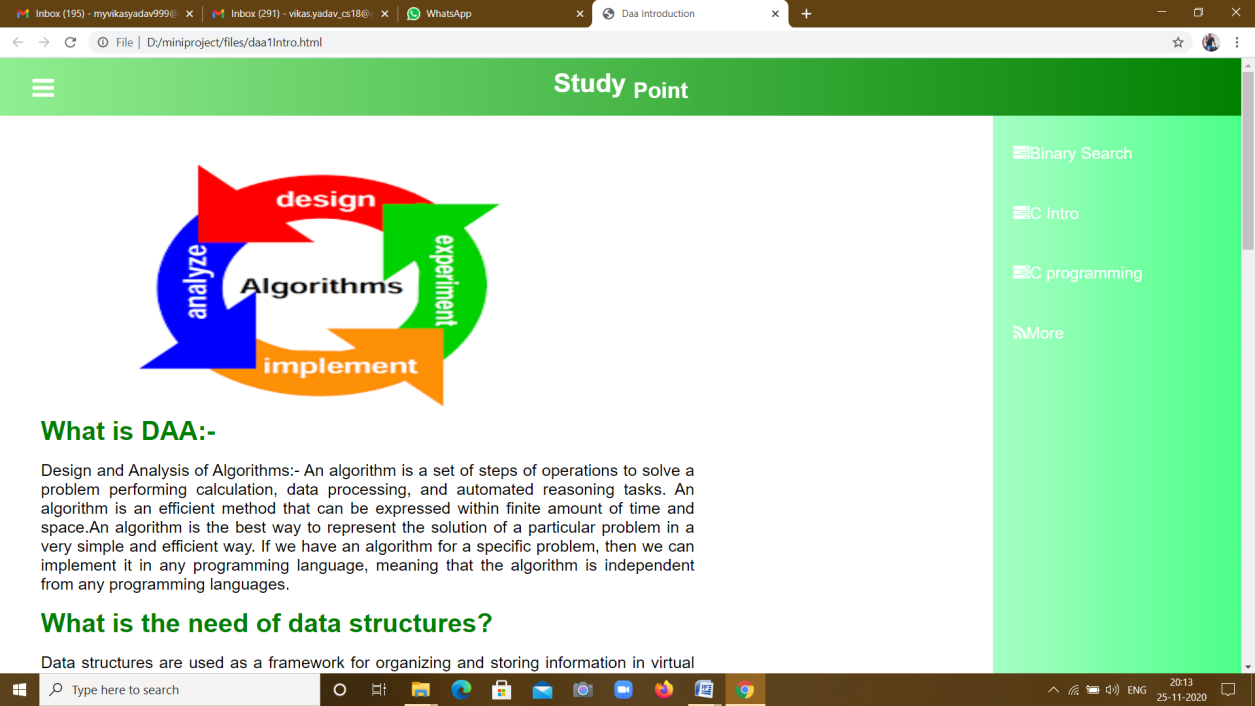 Inbox (195) - myvikasyadav999@
Inbox (291) - vikas.yadav_cs18@g
WhatsApp
Daa Introduction
File | D:/miniproject/files/daa1Intro.html
Study Point
Binary Search
C Intro
C programming
More
design
experiment
analyze
Algorithms
implement
What is DAA:-
Design and Analysis of Algorithms:- An algorithm is a set of steps of operations to solve a
problem performing calculation, data processing, and automated reasoning tasks. An
algorithm is an efficient method that can be expressed within finite amount of time and
space.An algorithm is the best way to represent the solution of a particular problem in a
very simple and efficient way. If we have an algorithm for a specific problem, then we can
implement it in any programming language, meaning that the algorithm is independent
from any programming languages.
What is the need of data structures?
Data structures are used as a framework for organizing and storing information in virtual
Type here to search
ENG
20:13
25-11-2020